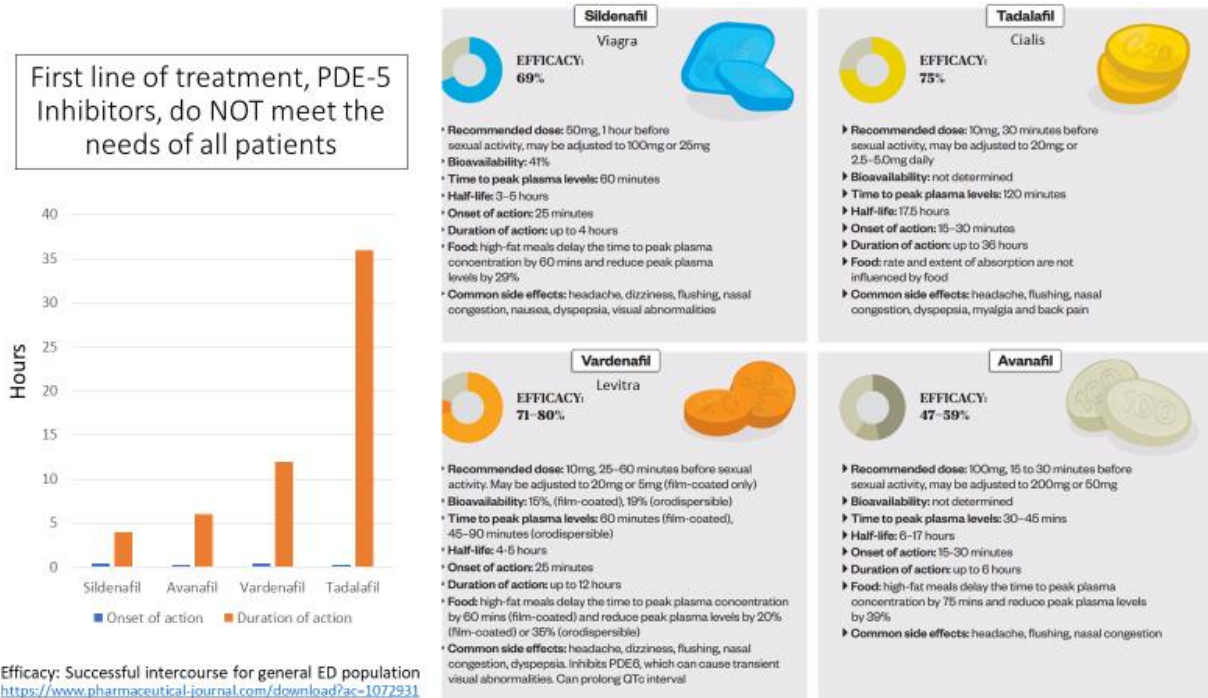 First line of treatment, PDE-5
Inhibitors, do NOT meet the
needs of all patients
40
35
30
25
20
15
10
5
0
Hours
Sildenafil Avanafil Vardenafil Tadalafil
Onset of action Duration of action
Efficacy: Successful intercourse for general ED population
https://www.pharmaceutical-journal.com/download?ac=1072931
Sildenafil
Viagra
EFFICACY:
69%
Recommended dose: 50mg, 1 hour before
sexual activity, may be adjusted to 100mg or 25mg
Bioavailability: 41%
Time to peak plasma levels: 60 minutes
Half-life: 3–5 hours
Onset of action: 25 minutes
Duration of action: up to 4 hours
Food: high-fat meals delay the time to peak plasma
concentration by 60 mins and reduce peak plasma
levels by 29%
Common side effects: headache, dizziness, flushing, nasal
congestion, nausea, dyspepsia, visual abnormalities
Tadalafil
Cialis
EFFICACY:
75%
C20
Recommended dose: 10mg, 30 minutes before
sexual activity, may be adjusted to 20mg; or
2.5–5.0mg daily
Bioavailability: not determined
Time to peak plasma levels: 120 minutes
Half-life: 17.5 hours
Onset of action: 15–30 minutes
Duration of action: up to 36 hours
Food: rate and extent of absorption are not
influenced by food
Common side effects: headache, flushing, nasal
congestion, dyspepsia, myalgia and back pain
Vardenafil
Levitra
EFFICACY:
71–80%
Recommended dose: 10mg, 25–60 minutes before sexual
activity. May be adjusted to 20mg or 5mg (film-coated only)
Bioavailability: 15%, (film-coated), 19% (orodispersible)
Time to peak plasma levels: 60 minutes (film-coated),
45–90 minutes (orodispersible)
Half-life: 4-5 hours
Onset of action: 25 minutes
Duration of action: up to 12 hours
Food: high-fat meals delay the time to peak plasma concentration
by 60 mins (film-coated) and reduce peak plasma levels by 20%
(film-coated) or 35% (orodispersible)
Common side effects: headache, dizziness, flushing, nasal
congestion, dyspepsia. Inhibits PDE6, which can cause transient
visual abnormalities. Can prolong QTc interval
Avanafil
EFFICACY:
47–59%
100
100
Recommended dose: 100mg, 15 to 30 minutes before
sexual activity, may be adjusted to 200mg or 50mg
Bioavailability: not determined
Time to peak plasma levels: 30–45 mins
Half-life: 6–17 hours
Onset of action: 15-30 minutes
Duration of action: up to 6 hours
Food: high-fat meals delay the time to peak plasma
concentration by 75 mins and reduce peak plasma levels
by 39%
Common side effects: headache, flushing, nasal congestion